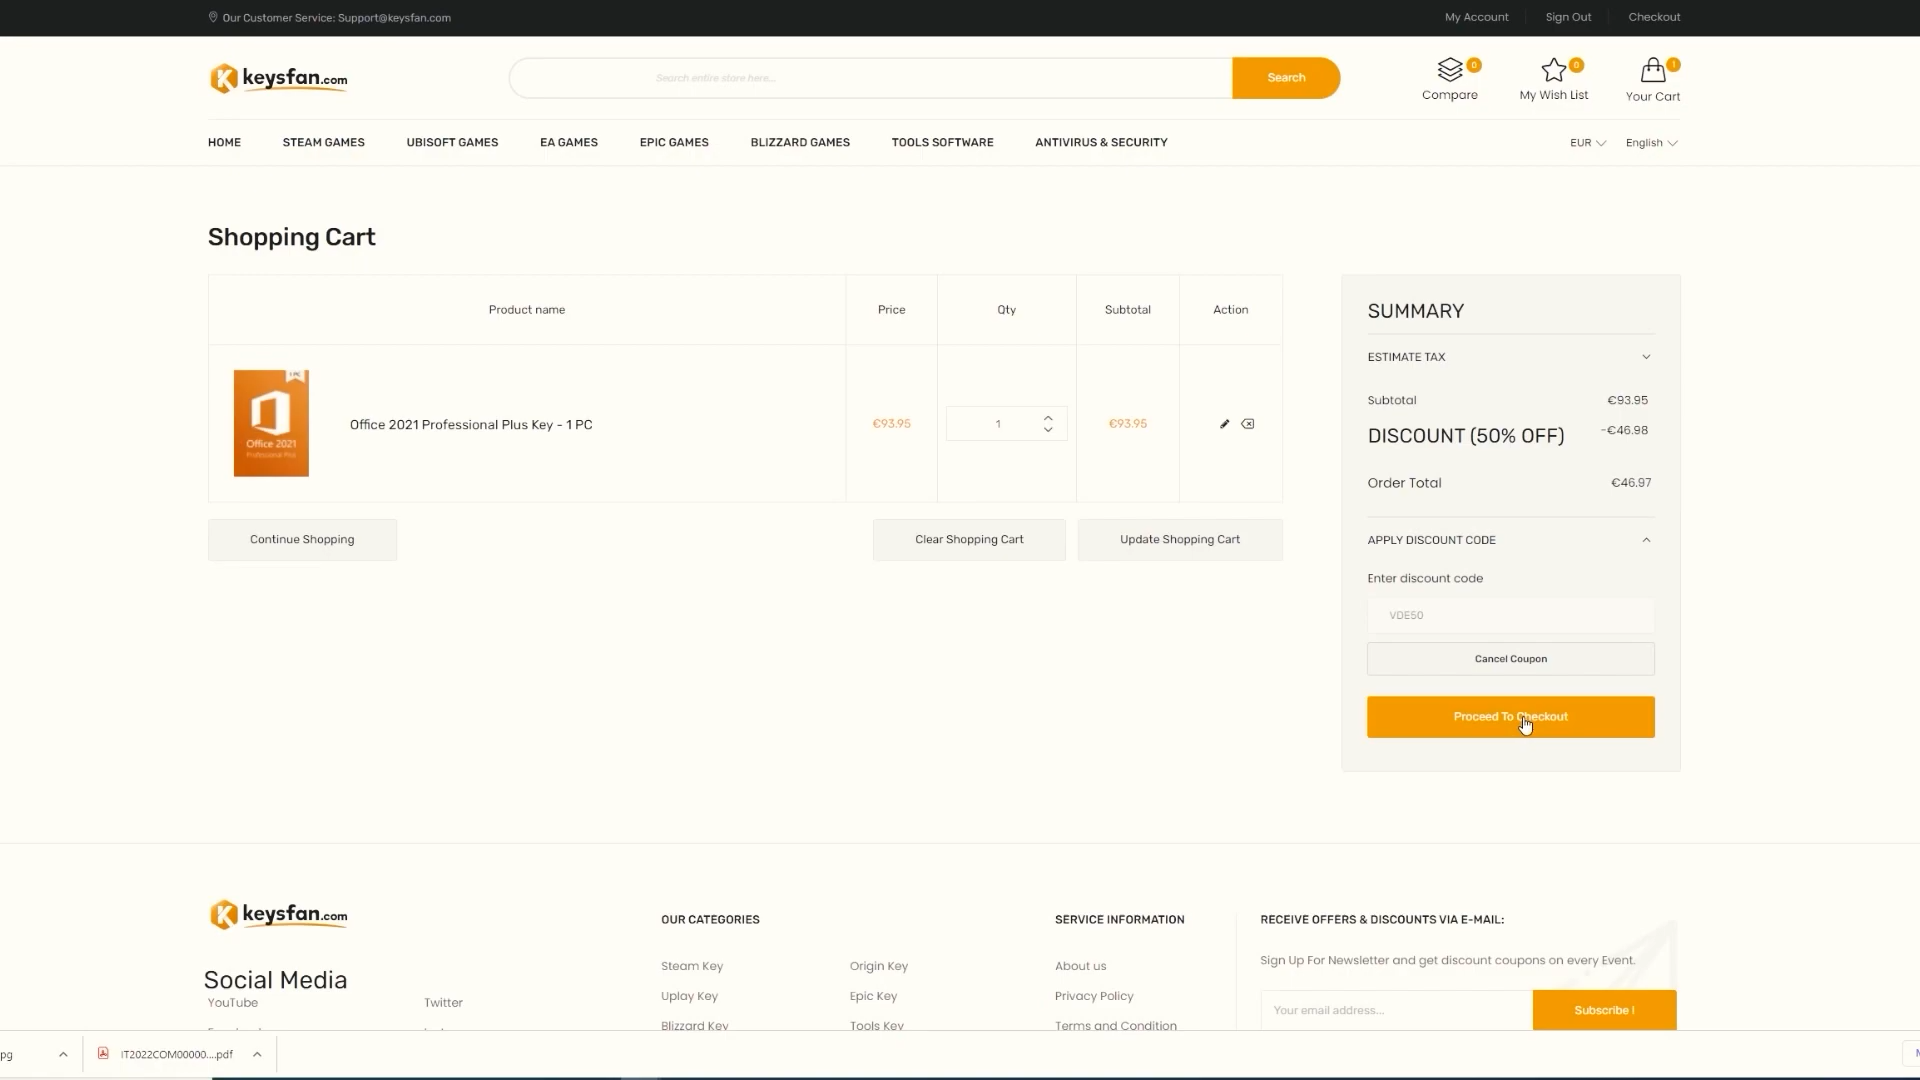 Our Customer Service: Support@keysfan.com
My Account
Sign Out
Checkout
keysfan.com
Search entire store here...
Search
0
Compare
0
My Wish List
1
Your Cart
HOME
STEAM GAMES
UBISOFT GAMES
EA GAMES
EPIC GAMES
BLIZZARD GAMES
TOOLS SOFTWARE
ANTIVIRUS & SECURITY
EUR
English
Shopping Cart
Product name
Price
Qty
Subtotal
Action
Office 2021
Professional Plus
Office 2021 Professional Plus Key - 1 PC
€93.95
1
€93.95
Continue Shopping
Clear Shopping Cart
Update Shopping Cart
SUMMARY
ESTIMATE TAX
Subtotal
€93.95
DISCOUNT (50% OFF)
-€46.98
Order Total
€46.97
APPLY DISCOUNT CODE
Enter discount code
VDE50
Cancel Coupon
Proceed To Checkout
keysfan.com
Social Media
YouTube
Twitter
OUR CATEGORIES
Steam Key
Origin Key
Uplay Key
Epic Key
Blizzard Key
Tools Key
SERVICE INFORMATION
About us
Privacy Policy
Terms and Condition
RECEIVE OFFERS & DISCOUNTS VIA E-MAIL:
Sign Up For Newsletter and get discount coupons on every Event.
Your email address...
Subscribe !
pg
IT2022COM00000....pdf